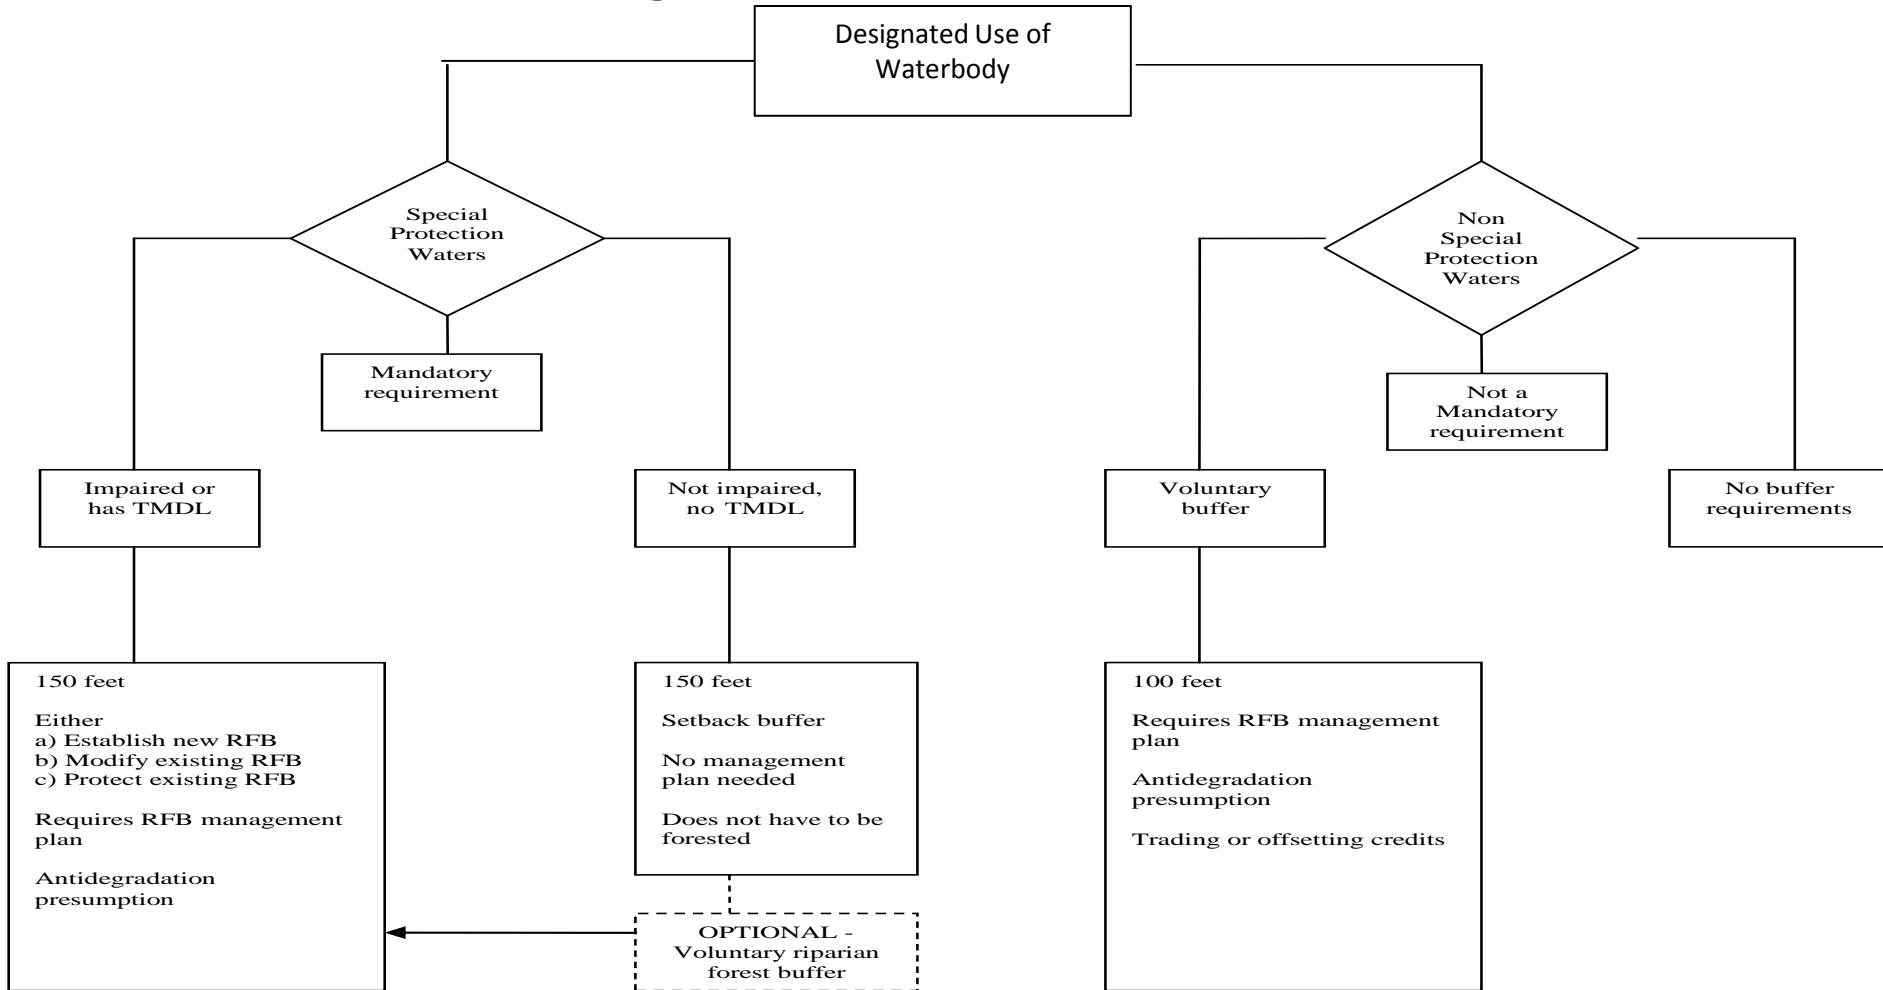 Designated Use of
Waterbody
Special
Protection
Waters
Non
Special
Protection
Waters
Mandatory
requirement
Not a
Mandatory
requirement
Impaired or
has TMDL
Not impaired,
no TMDL
Voluntary
buffer
No buffer
requirements
150 feet
Either
a) Establish new RFB
b) Modify existing RFB
c) Protect existing RFB
Requires RFB management
plan
Antidegradation
presumption
150 feet
Setback buffer
No management
plan needed
Does not have to be
forested
OPTIONAL -
Voluntary riparian
forest buffer
100 feet
Requires RFB management
plan
Antidegradation
presumption
Trading or offsetting credits